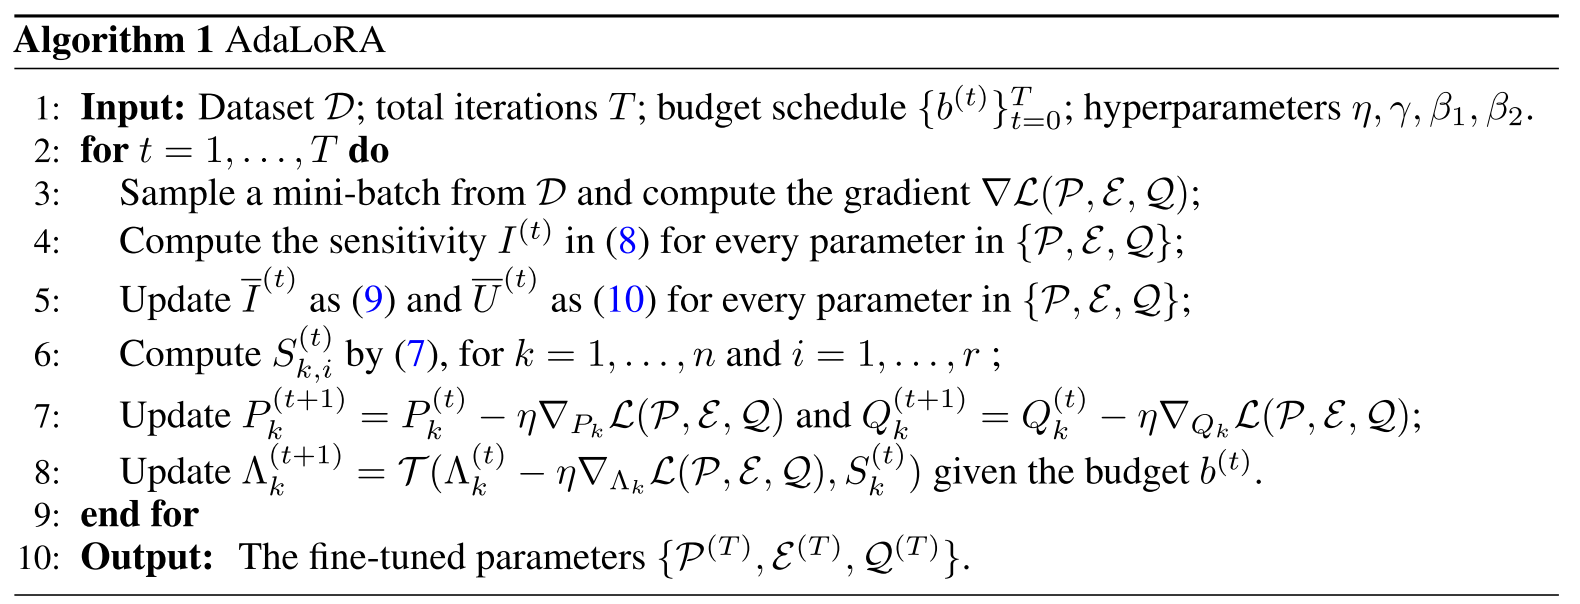 Algorithm 1 AdaLoRA
1: Input: Dataset $\mathcal{D}$; total iterations $T$; budget schedule $\{b^{(t)}\}_{t=0}^{T}$; hyperparameters $\eta, \gamma, \beta_1, \beta_2$.
2: for $t = 1, \ldots, T$ do
3: Sample a mini-batch from $\mathcal{D}$ and compute the gradient $\nabla \mathcal{L}(\mathcal{P}, \mathcal{E}, \mathcal{Q})$;
4: Compute the sensitivity $I^{(t)}$ in (8) for every parameter in $\{\mathcal{P}, \mathcal{E}, \mathcal{Q}\}$;
5: Update $\overline{I}^{(t)}$ as (9) and $\overline{U}^{(t)}$ as (10) for every parameter in $\{\mathcal{P}, \mathcal{E}, \mathcal{Q}\}$;
6: Compute $S_{k,i}^{(t)}$ by (7), for $k = 1, \ldots, n$ and $i = 1, \ldots, r$ ;
7: Update $P_k^{(t+1)} = P_k^{(t)} - \eta \nabla_{P_k} \mathcal{L}(\mathcal{P}, \mathcal{E}, \mathcal{Q})$ and $Q_k^{(t+1)} = Q_k^{(t)} - \eta \nabla_{Q_k} \mathcal{L}(\mathcal{P}, \mathcal{E}, \mathcal{Q})$;
8: Update $\Lambda_k^{(t+1)} = \mathcal{T}(\Lambda_k^{(t)} - \eta \nabla_{\Lambda_k} \mathcal{L}(\mathcal{P}, \mathcal{E}, \mathcal{Q}), S_k^{(t)})$ given the budget $b^{(t)}$.
9: end for
10: Output: The fine-tuned parameters $\{\mathcal{P}^{(T)}, \mathcal{E}^{(T)}, \mathcal{Q}^{(T)}\}$.